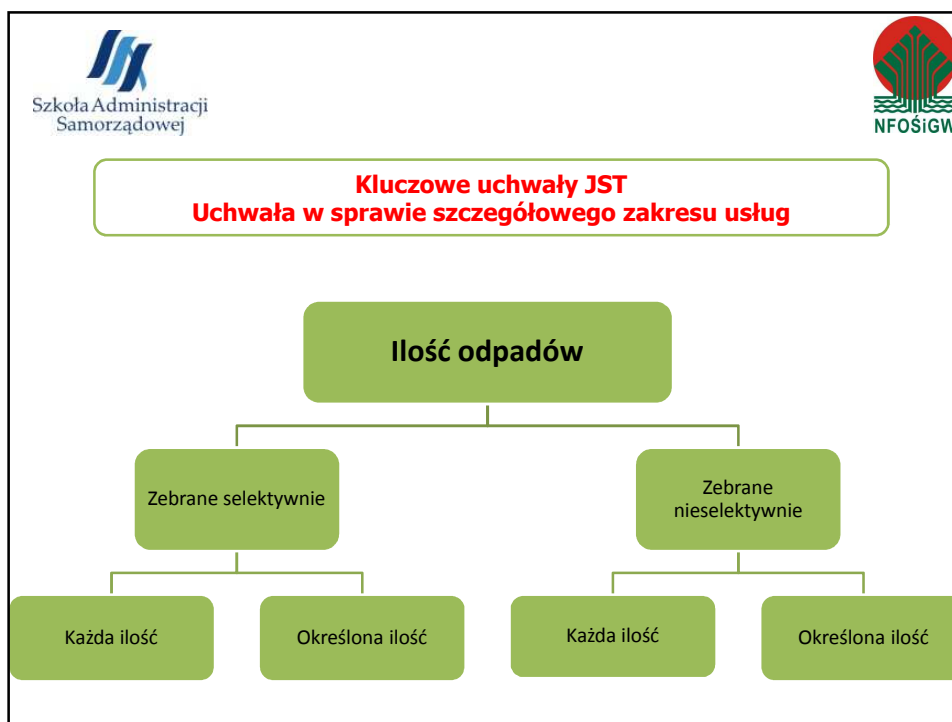 Szkoła Administracji
Samorządowej
NFOŚiGW
Kluczowe uchwały JST
Uchwała w sprawie szczegółowego zakresu usług
Ilość odpadów
Zebrane selektywnie
Zebrane
nieselektywnie
Każda ilość
Określona ilość
Każda ilość
Określona ilość